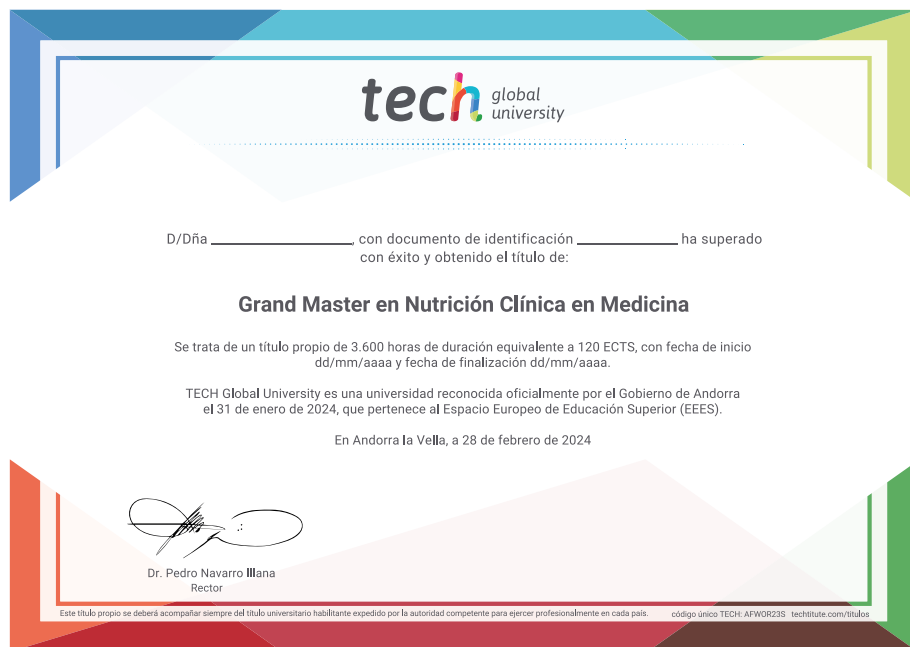 tech global
university
D/Dña ____________________, con documento de identificación ______________ ha superado
con éxito y obtenido el título de:
Grand Master en Nutrición Clínica en Medicina
Se trata de un título propio de 3.600 horas de duración equivalente a 120 ECTS, con fecha de inicio
dd/mm/aaaa y fecha de finalización dd/mm/aaaa.
TECH Global University es una universidad reconocida oficialmente por el Gobierno de Andorra
el 31 de enero de 2024, que pertenece al Espacio Europeo de Educación Superior (EEES).
En Andorra la Vella, a 28 de febrero de 2024
Dr. Pedro Navarro Illana
Rector
Este título propio se deberá acompañar siempre del título universitario habilitante expedido por la autoridad competente para ejercer profesionalmente en cada país. código único TECH: AFWOR23S techtitute.com/titulos